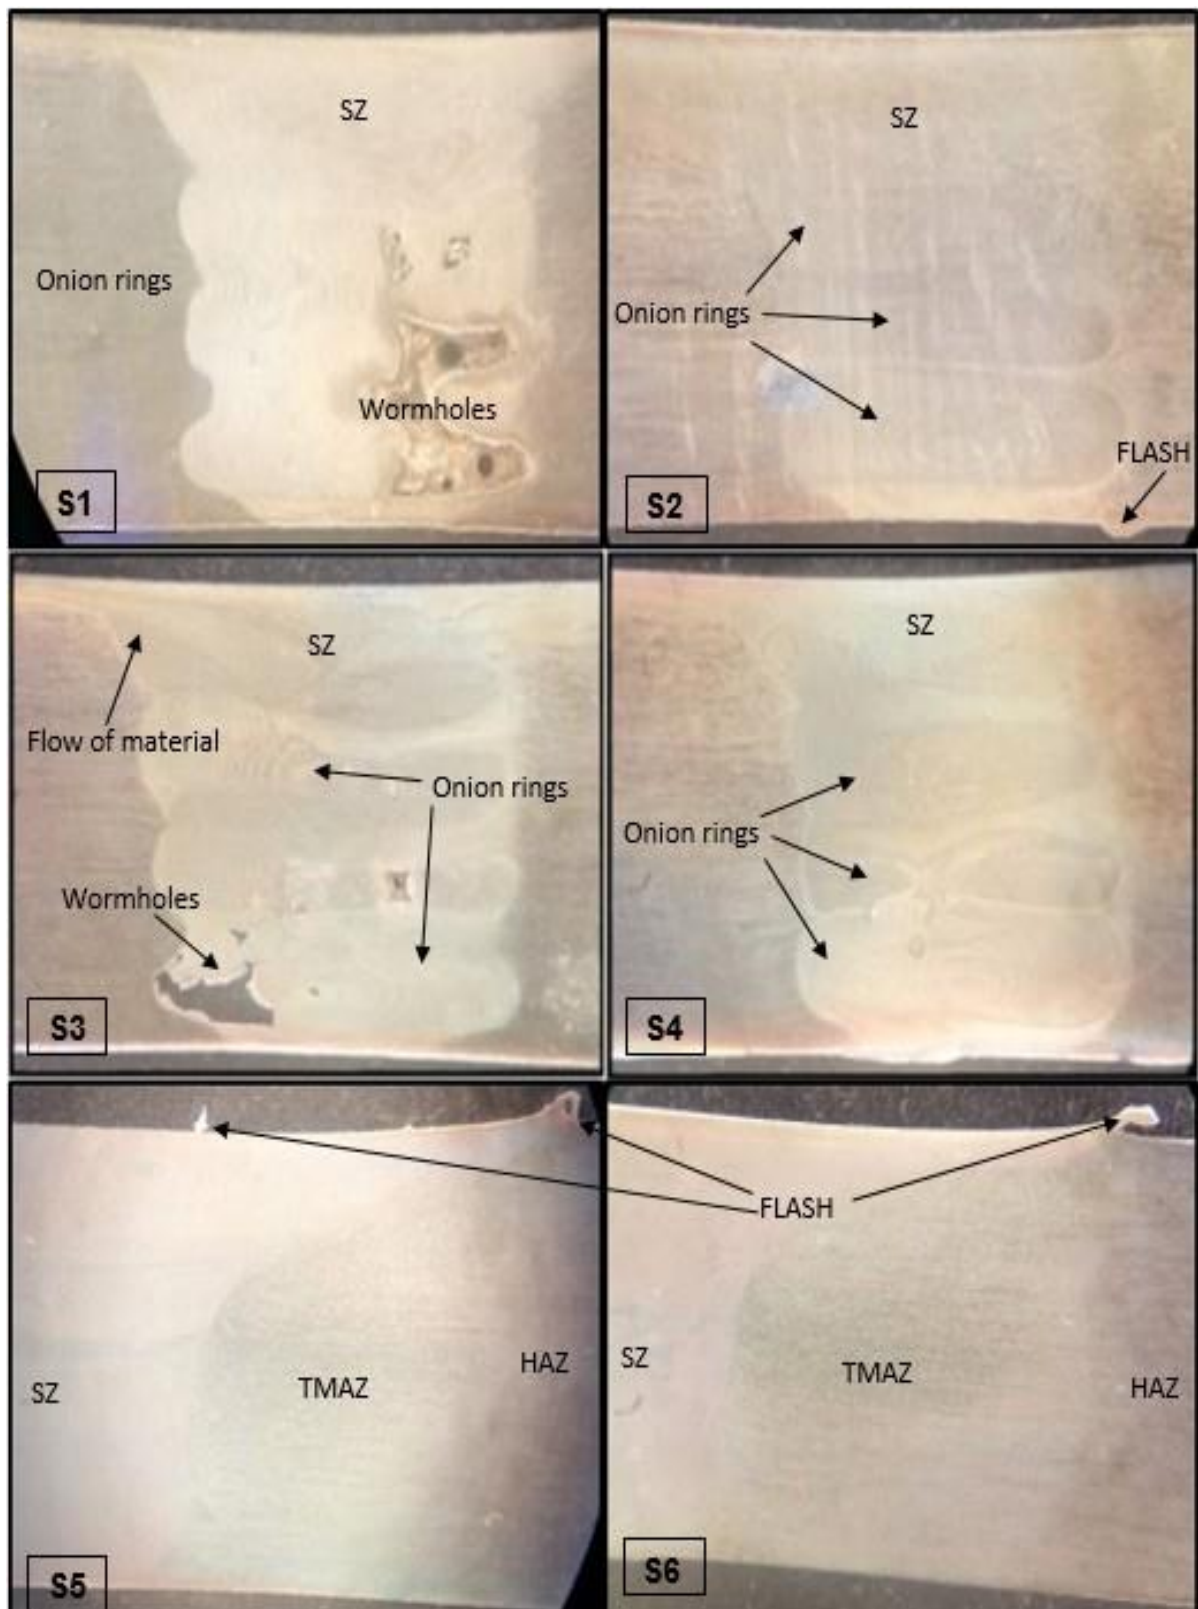 SZ
Onion rings
Wormholes
S1
SZ
Onion rings
FLASH
S2
SZ
Flow of material
Onion rings
Wormholes
S3
SZ
Onion rings
S4
FLASH
SZ
TMAZ
HAZ
S5
SZ
TMAZ
HAZ
S6